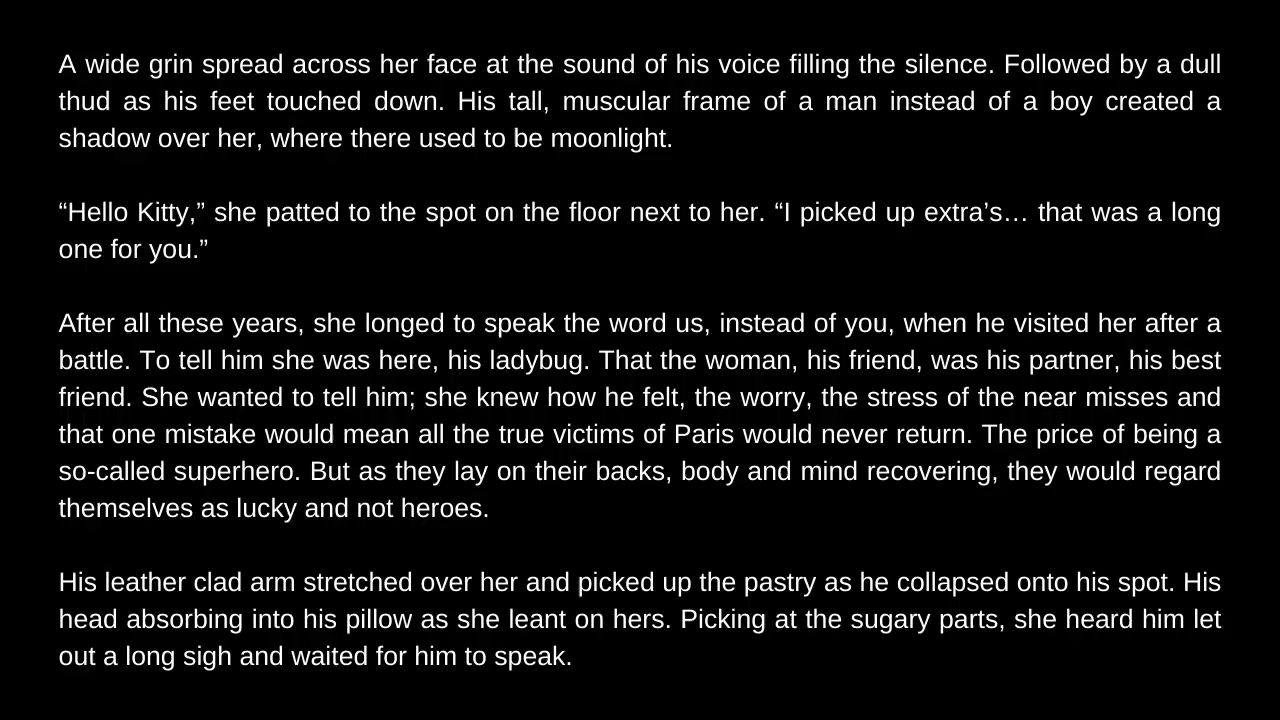 A wide grin spread across her face at the sound of his voice filling the silence. Followed by a dull
thud as his feet touched down. His tall, muscular frame of a man instead of a boy created a
shadow over her, where there used to be moonlight.
“Hello Kitty,” she patted to the spot on the floor next to her. “I picked up extra’s… that was a long
one for you.”
After all these years, she longed to speak the word us, instead of you, when he visited her after a
battle. To tell him she was here, his ladybug. That the woman, his friend, was his partner, his best
friend. She wanted to tell him; she knew how he felt, the worry, the stress of the near misses and
that one mistake would mean all the true victims of Paris would never return. The price of being a
so-called superhero. But as they lay on their backs, body and mind recovering, they would regard
themselves as lucky and not heroes.
His leather clad arm stretched over her and picked up the pastry as he collapsed onto his spot. His
head absorbing into his pillow as she leant on hers. Picking at the sugary parts, she heard him let
out a long sigh and waited for him to speak.